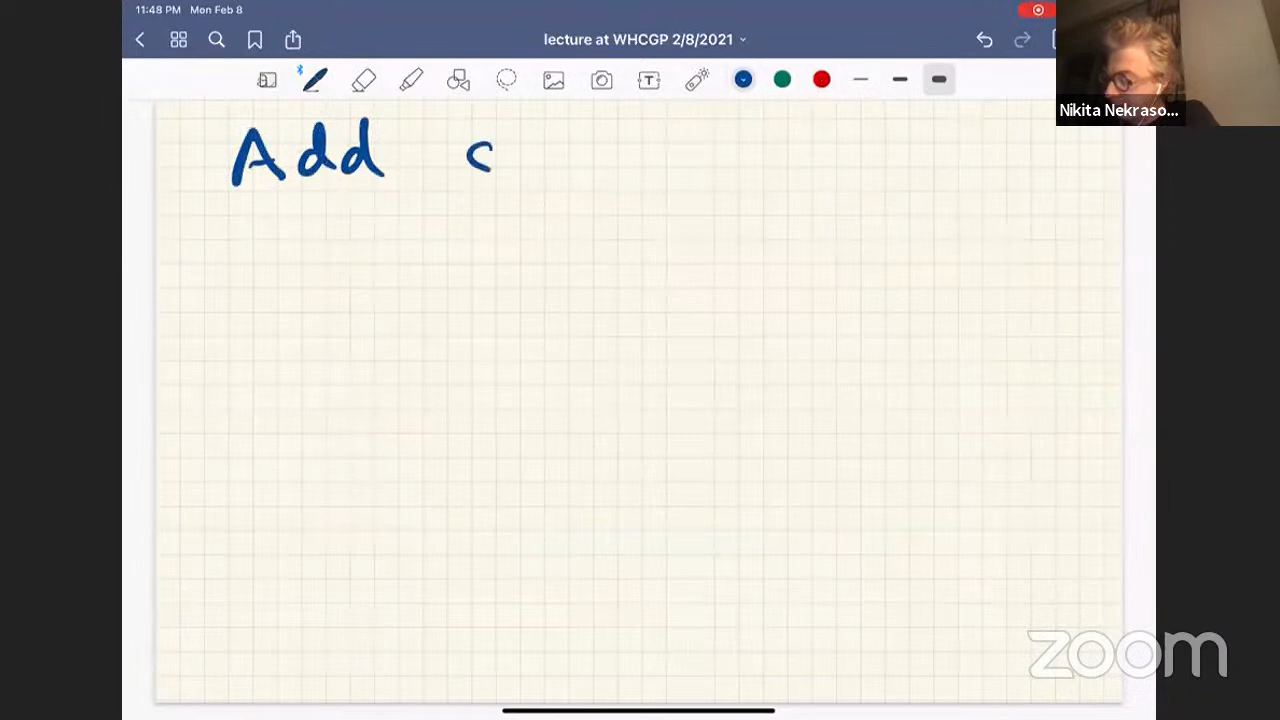 11:48 PM Mon Feb 8
lecture at WHCGP 2/8/2021
T
Nikita Nekraso...
Add c
zoom